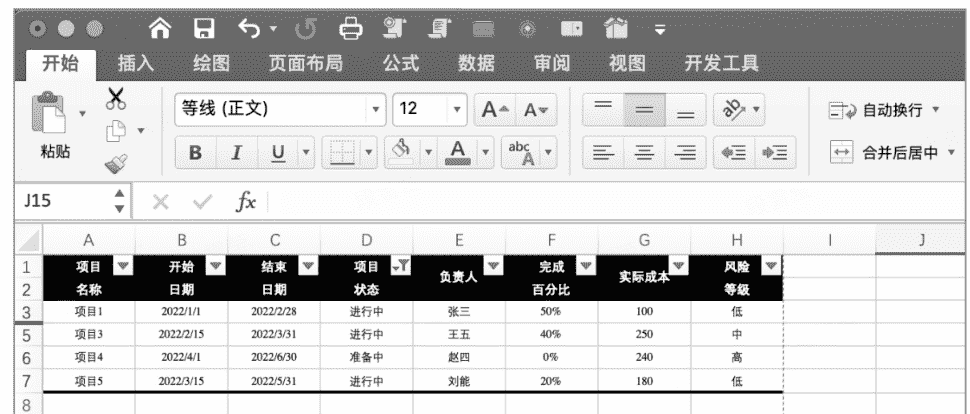 开始 插入 绘图 页面布局 公式 数据 审阅 视图 开发工具
等线 (正文) 12 A A 自动换行
粘贴 B I U A abc A 合并后居中
J15 fx
A B C D E F G H I J
1 项目 开始 结束 项目 负责人 完成 实际成本 风险
2 名称 日期 日期 状态 百分比 等级
3 项目1 2022/1/1 2022/2/28 进行中 张三 50% 100 低
5 项目3 2022/2/15 2022/3/31 进行中 王五 40% 250 中
6 项目4 2022/4/1 2022/6/30 准备中 赵四 0% 240 高
7 项目5 2022/3/15 2022/5/31 进行中 刘能 20% 180 低
8